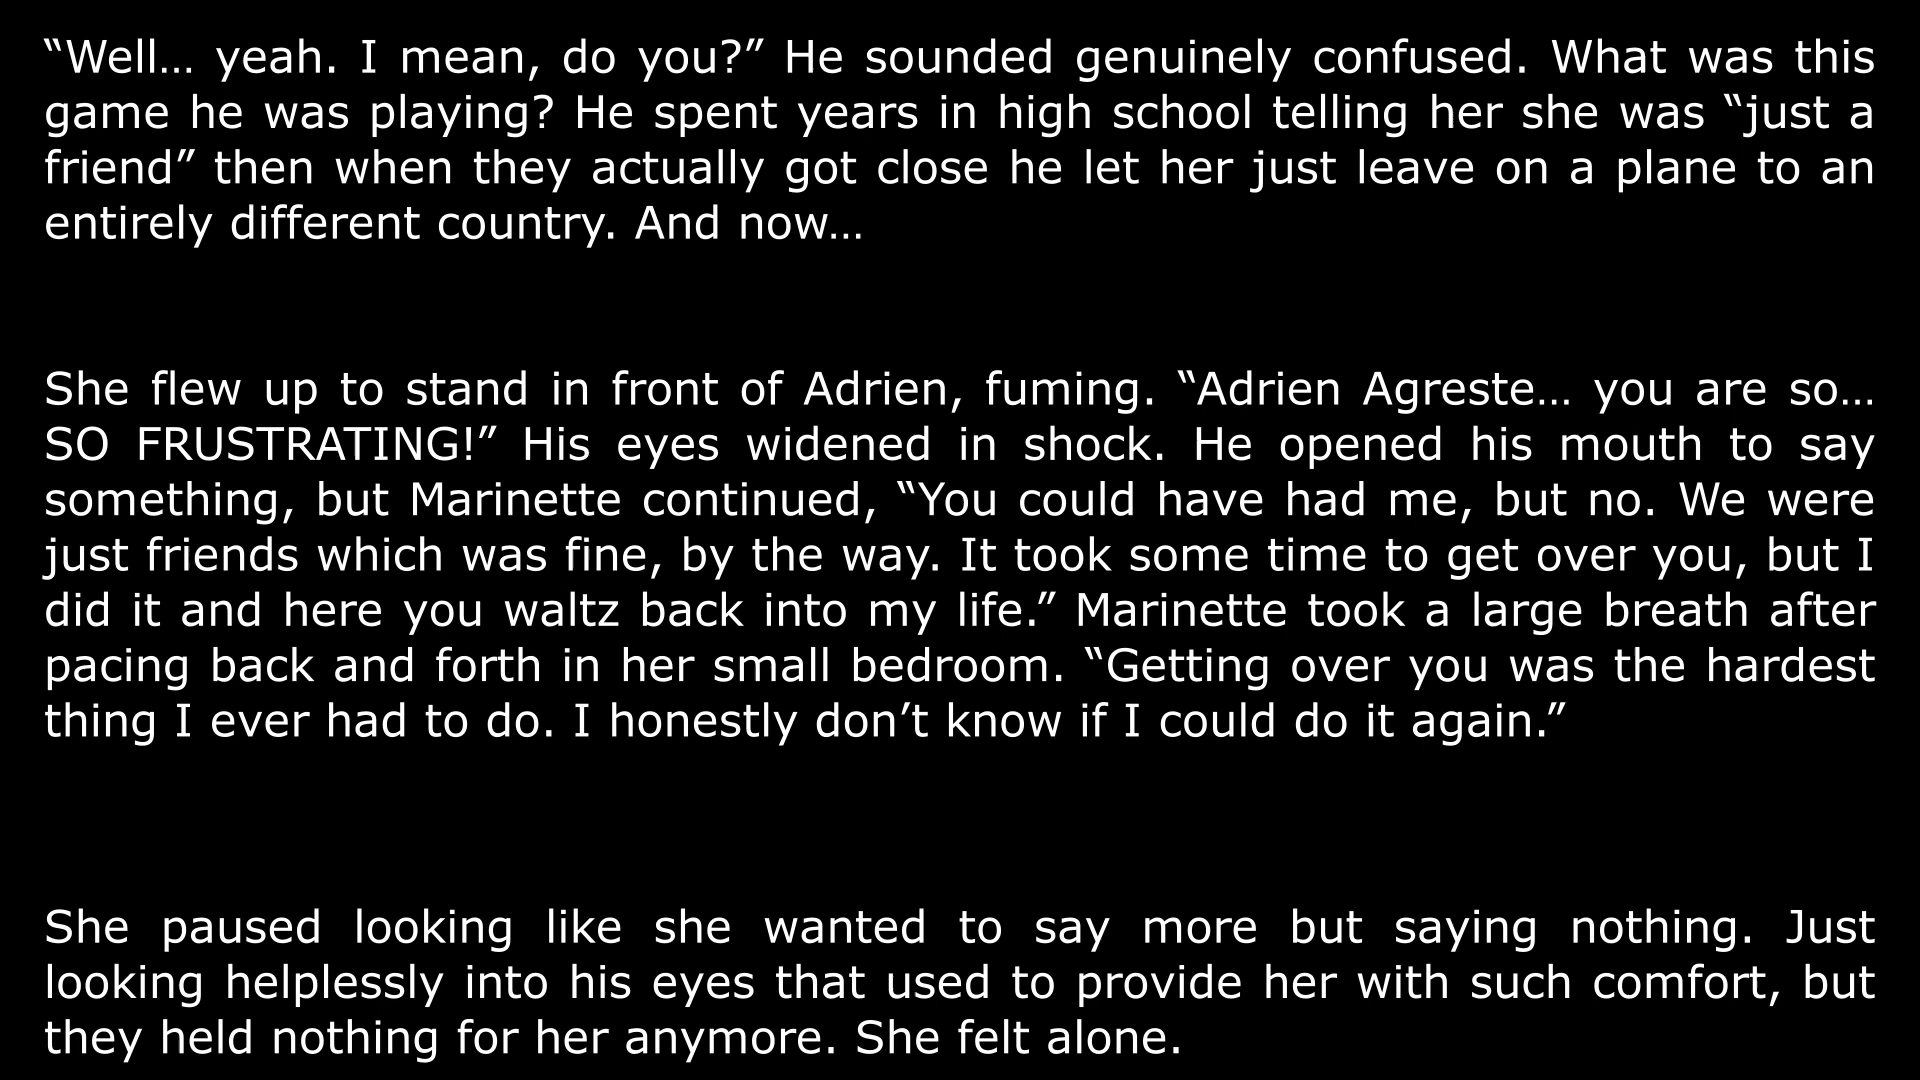 “Well… yeah. I mean, do you?” He sounded genuinely confused. What was this
game he was playing? He spent years in high school telling her she was “just a
friend” then when they actually got close he let her just leave on a plane to an
entirely different country. And now…
She flew up to stand in front of Adrien, fuming. “Adrien Agreste… you are so…
SO FRUSTRATING!” His eyes widened in shock. He opened his mouth to say
something, but Marinette continued, “You could have had me, but no. We were
just friends which was fine, by the way. It took some time to get over you, but I
did it and here you waltz back into my life.” Marinette took a large breath after
pacing back and forth in her small bedroom. “Getting over you was the hardest
thing I ever had to do. I honestly don’t know if I could do it again.”
She paused looking like she wanted to say more but saying nothing. Just
looking helplessly into his eyes that used to provide her with such comfort, but
they held nothing for her anymore. She felt alone.